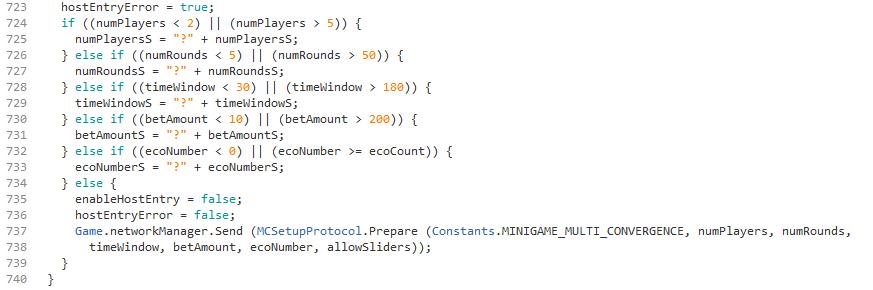 723 hostEntryError = true;
724 if ((numPlayers < 2) || (numPlayers > 5)) {
725 numPlayersS = "?" + numPlayersS;
726 } else if ((numRounds < 5) || (numRounds > 50)) {
727 numRoundsS = "?" + numRoundsS;
728 } else if ((timeWindow < 30) || (timeWindow > 180)) {
729 timeWindowS = "?" + timeWindowS;
730 } else if ((betAmount < 10) || (betAmount > 200)) {
731 betAmountS = "?" + betAmountS;
732 } else if ((ecoNumber < 0) || (ecoNumber >= ecoCount)) {
733 ecoNumberS = "?" + ecoNumberS;
734 } else {
735 enableHostEntry = false;
736 hostEntryError = false;
737 Game.networkManager.Send (MCSetupProtocol.Prepare (Constants.MINIGAME_MULTI_CONVERGENCE, numPlayers, numRounds,
738 timeWindow, betAmount, ecoNumber, allowSliders));
739 }
740 }